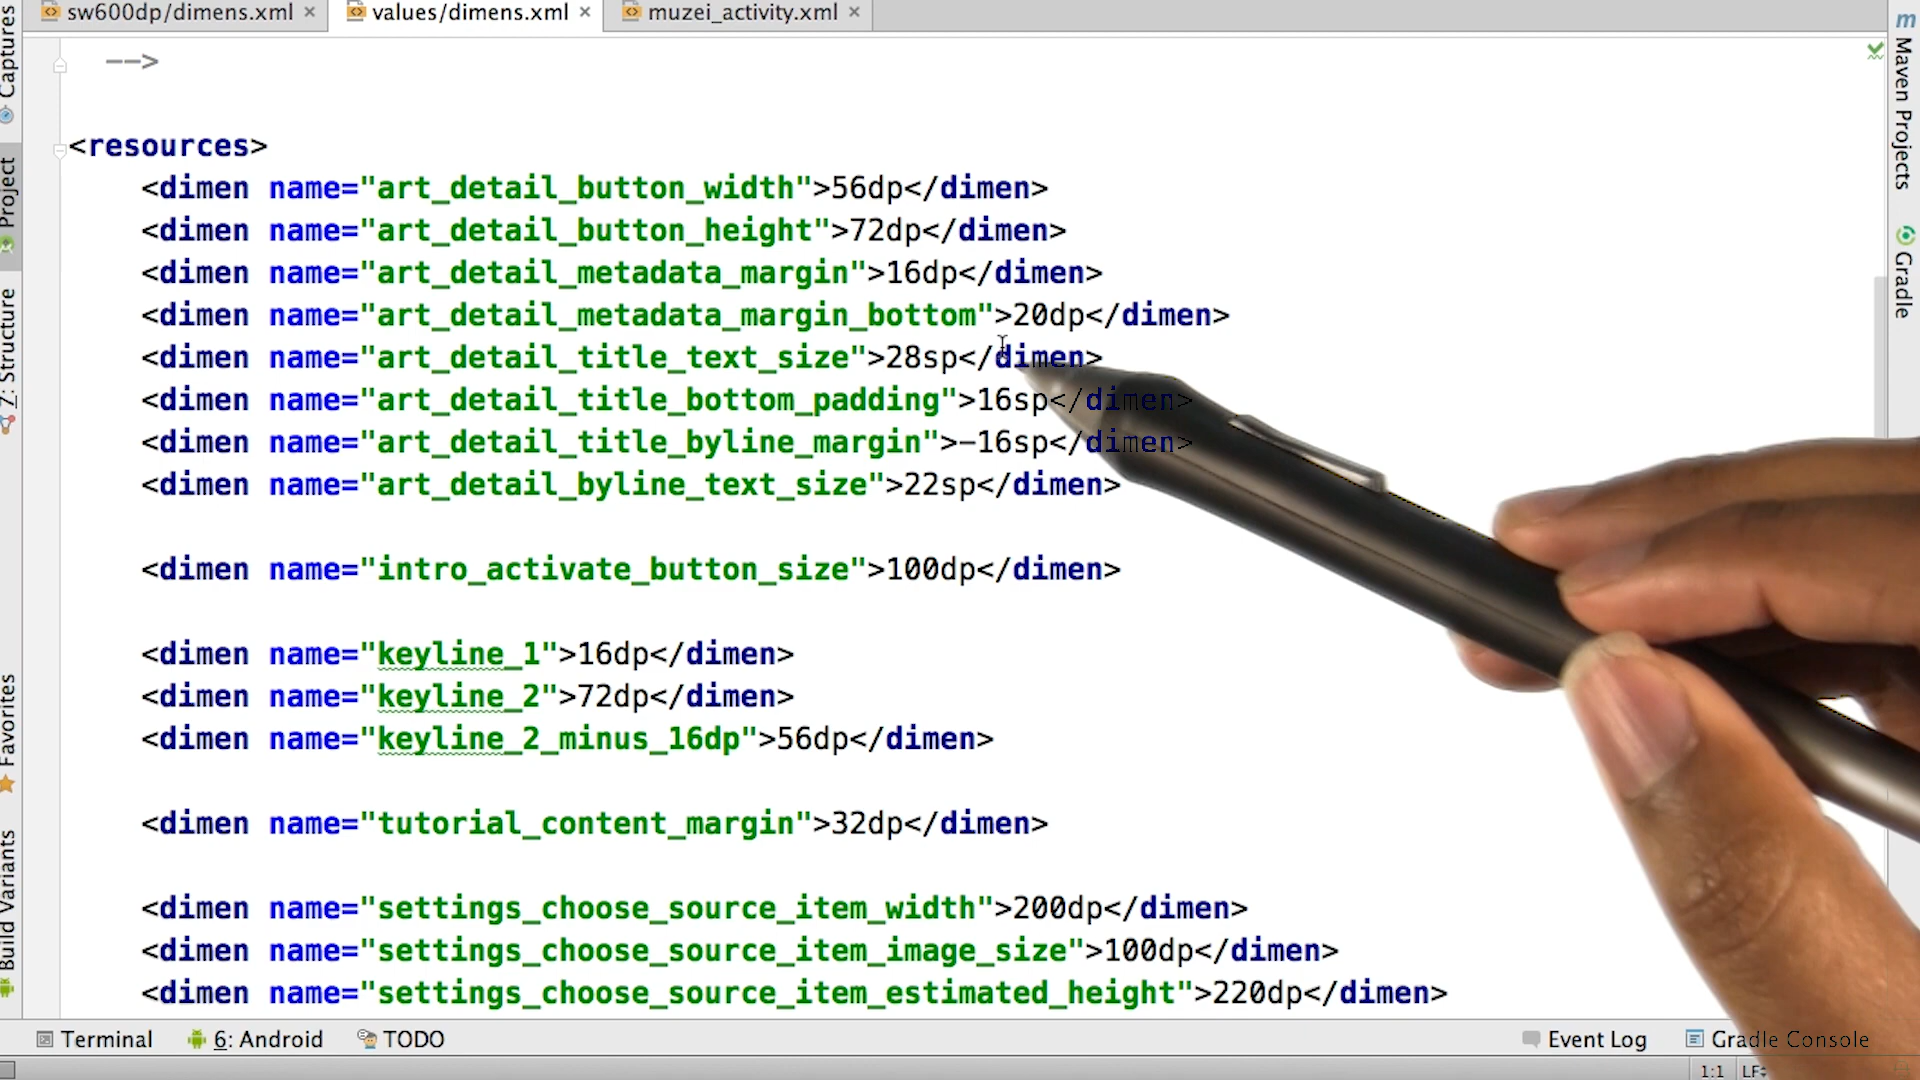 sw600dp/dimens.xml
values/dimens.xml
muzei_activity.xml
-->
<resources>
<dimen name="art_detail_button_width">56dp</dimen>
<dimen name="art_detail_button_height">72dp</dimen>
<dimen name="art_detail_metadata_margin">16dp</dimen>
<dimen name="art_detail_metadata_margin_bottom">20dp</dimen>
<dimen name="art_detail_title_text_size">28sp</dimen>
<dimen name="art_detail_title_bottom_padding">16sp</dimen>
<dimen name="art_detail_title_byline_margin">-16sp</dimen>
<dimen name="art_detail_byline_text_size">22sp</dimen>
<dimen name="intro_activate_button_size">100dp</dimen>
<dimen name="keyline_1">16dp</dimen>
<dimen name="keyline_2">72dp</dimen>
<dimen name="keyline_2_minus_16dp">56dp</dimen>
<dimen name="tutorial_content_margin">32dp</dimen>
<dimen name="settings_choose_source_item_width">200dp</dimen>
<dimen name="settings_choose_source_item_image_size">100dp</dimen>
<dimen name="settings_choose_source_item_estimated_height">220dp</dimen>
Captures
Project
7: Structure
Favorites
Build Variants
m
Maven Projects
Gradle
Terminal
6: Android
TODO
Event Log
Gradle Console
1:1
LF